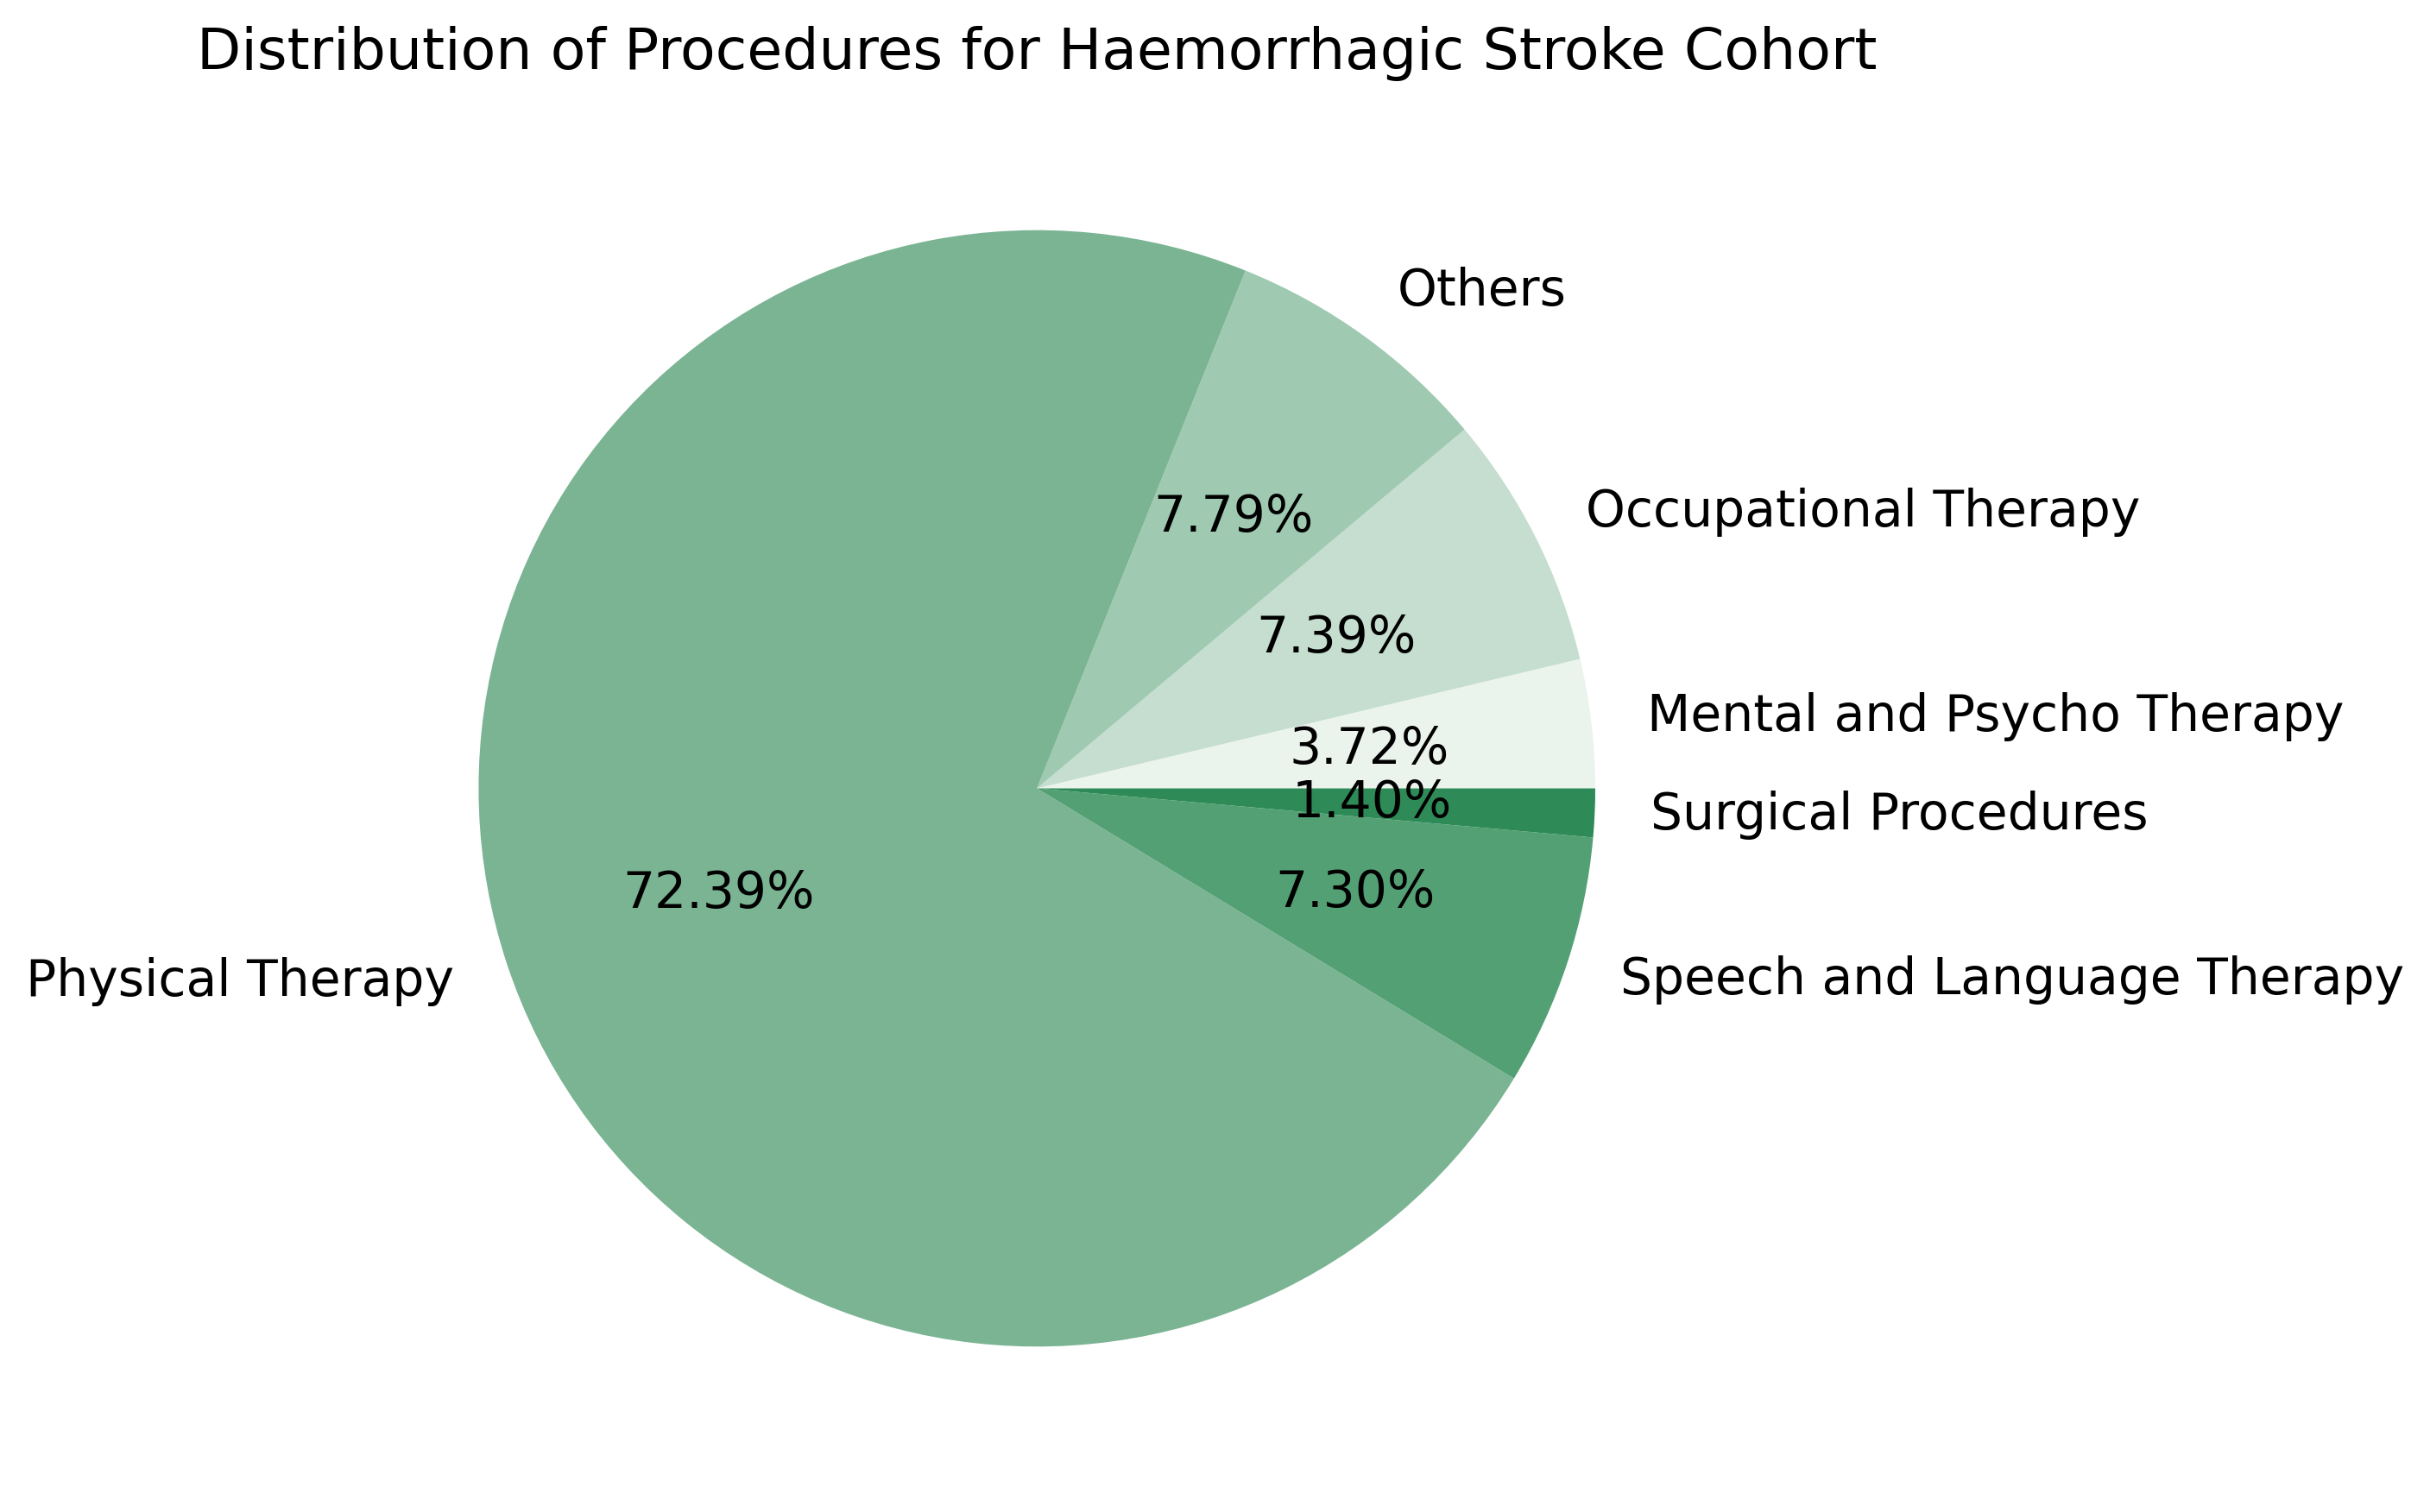 Distribution of Procedures for Haemorrhagic Stroke Cohort
Others
7.79%
Occupational Therapy
7.39%
Mental and Psycho Therapy
3.72%
1.40%
Surgical Procedures
72.39%
7.30%
Physical Therapy
Speech and Language Therapy